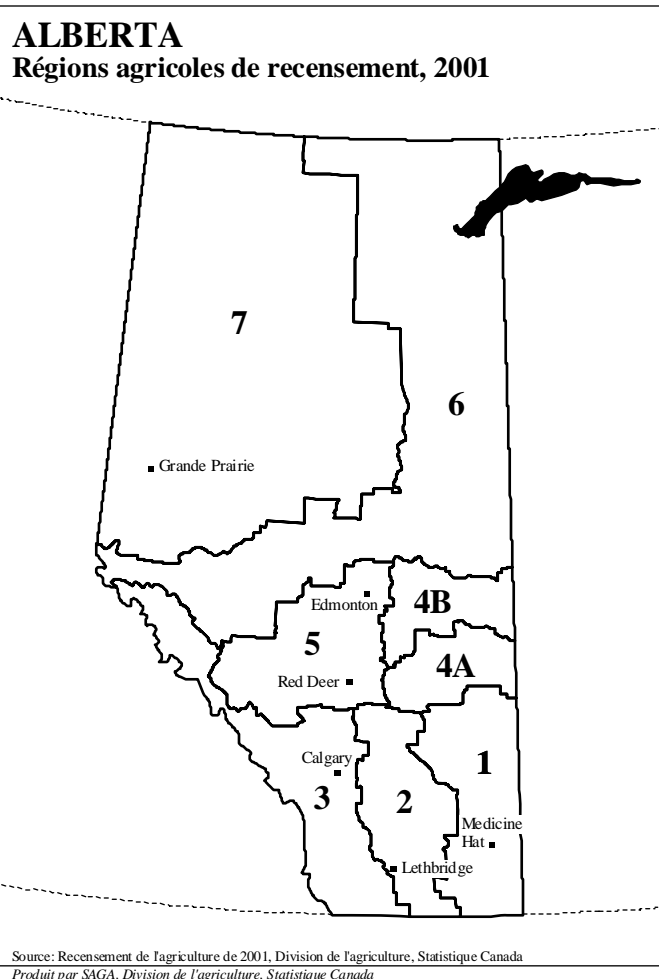 ALBERTA
Régions agricoles de recensement, 2001
7
6
Grande Prairie
Edmonton
4B
5
4A
Red Deer
Calgary
1
3
2
Medicine
Hat
Lethbridge
Source: Recensement de l'agriculture de 2001, Division de l'agriculture, Statistique Canada
Produit par SAGA, Division de l'agriculture, Statistique Canada